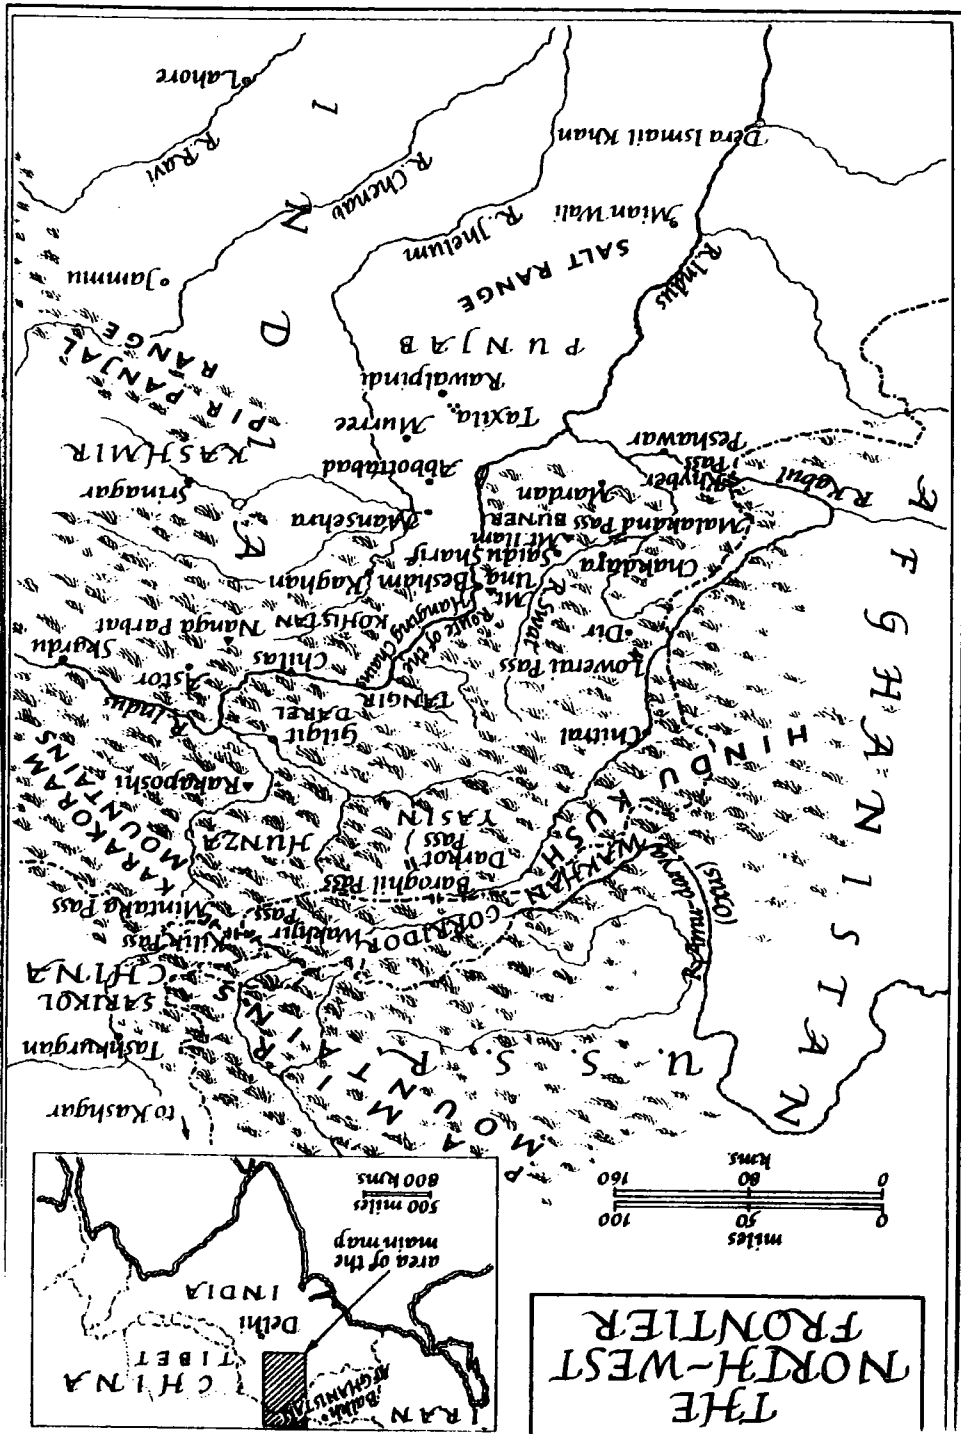 THE
NORTH-WEST
FRONTIER
miles
0 50 100
0 80 160
kms.
IRAN
Balkh
AFGHANISTAN
CHINA
TIBET
Delhi
INDIA
area of the
main map
500 miles
800 kms
PAMIR
MOUNTAINS
to Kashgar
U. S. S. R.
Tashkurgan
SARIKOL
CHINA
AFGHANISTAN
R. Amu-darya
(Oxus)
WAKHAN
CORRIDOR
Wakhjir
Pass
Kilik Pass
Mintaka Pass
KARAKORAM
MOUNTAINS
HINDU KUSH
Baroghil Pass
Darkot
Pass
YASIN
HUNZA
Rakaposhi
Chitral
Gilgit
R. Indus
TANGIR
DAREL
Astor
Skardu
Lowerai Pass
Chilas
Nanga Parbat
Dir
Route of the
Hanging Chains
KOHISTAN
R. Swat
Mt.
Una
Besham
Kaghan
Chakdara
Saidu Sharif
Mt Ilam
Malakand Pass
BUNER
Mansehra
R. Kabul
Khyber
Pass
Mardan
Srinagar
Peshawar
Abbottabad
KASHMIR
Taxila
Murree
Rawalpindi
PIR PANJAL
RANGE
PUNJAB
INDIA
SALT RANGE
R. Indus
Jammu
Mian Wali
R. Jhelum
R. Chenab
R. Ravi
Dera Ismail Khan
Lahore